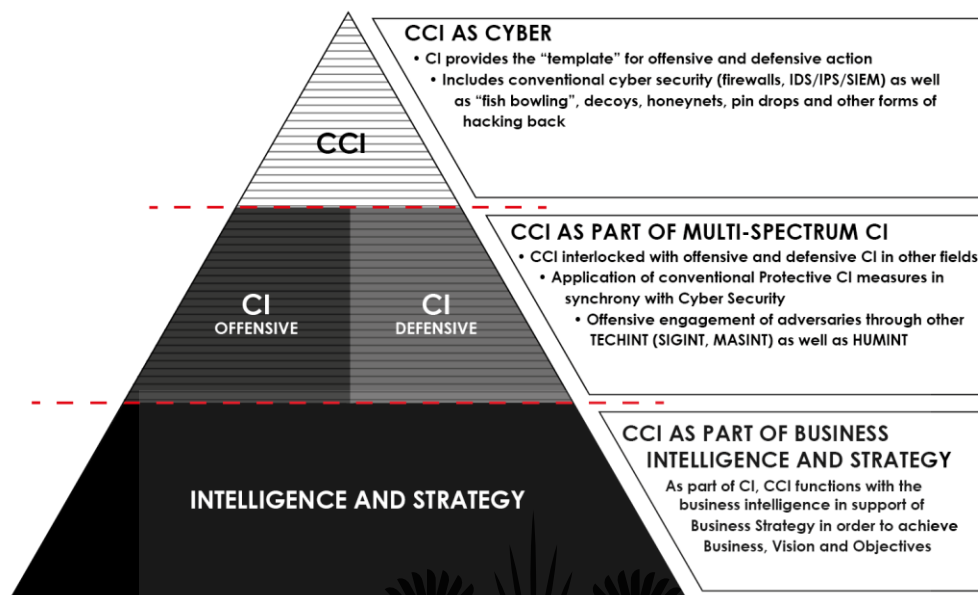 CCI AS CYBER
• CI provides the “template” for offensive and defensive action
• Includes conventional cyber security (firewalls, IDS/IPS/SIEM) as well
as “fish bowling”, decoys, honeynets, pin drops and other forms of
hacking back
CCI
CCI AS PART OF MULTI-SPECTRUM CI
• CCI interlocked with offensive and defensive CI in other fields
• Application of conventional Protective CI measures in
synchrony with Cyber Security
• Offensive engagement of adversaries through other
TECHINT (SIGINT, MASINT) as well as HUMINT
CI
OFFENSIVE
CI
DEFENSIVE
CCI AS PART OF BUSINESS
INTELLIGENCE AND STRATEGY
As part of CI, CCI functions with the
business intelligence in support of
Business Strategy in order to achieve
Business, Vision and Objectives
INTELLIGENCE AND STRATEGY